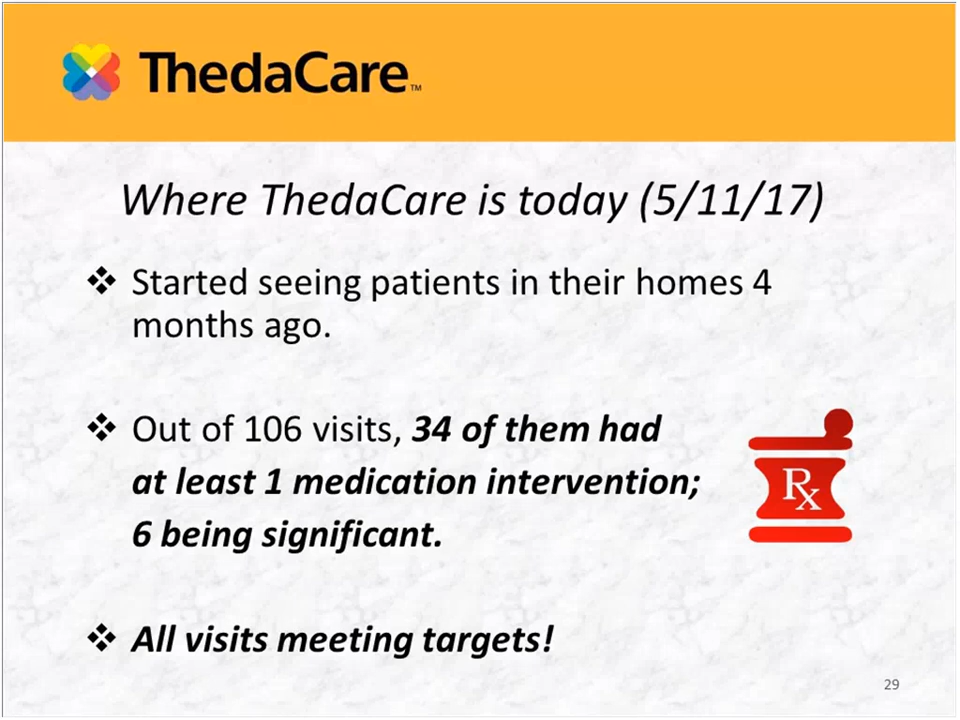 ThedaCare™
Where ThedaCare is today (5/11/17)
❖ Started seeing patients in their homes 4
months ago.
❖ Out of 106 visits, 34 of them had
at least 1 medication intervention;
6 being significant.
Rx
❖ All visits meeting targets!
29